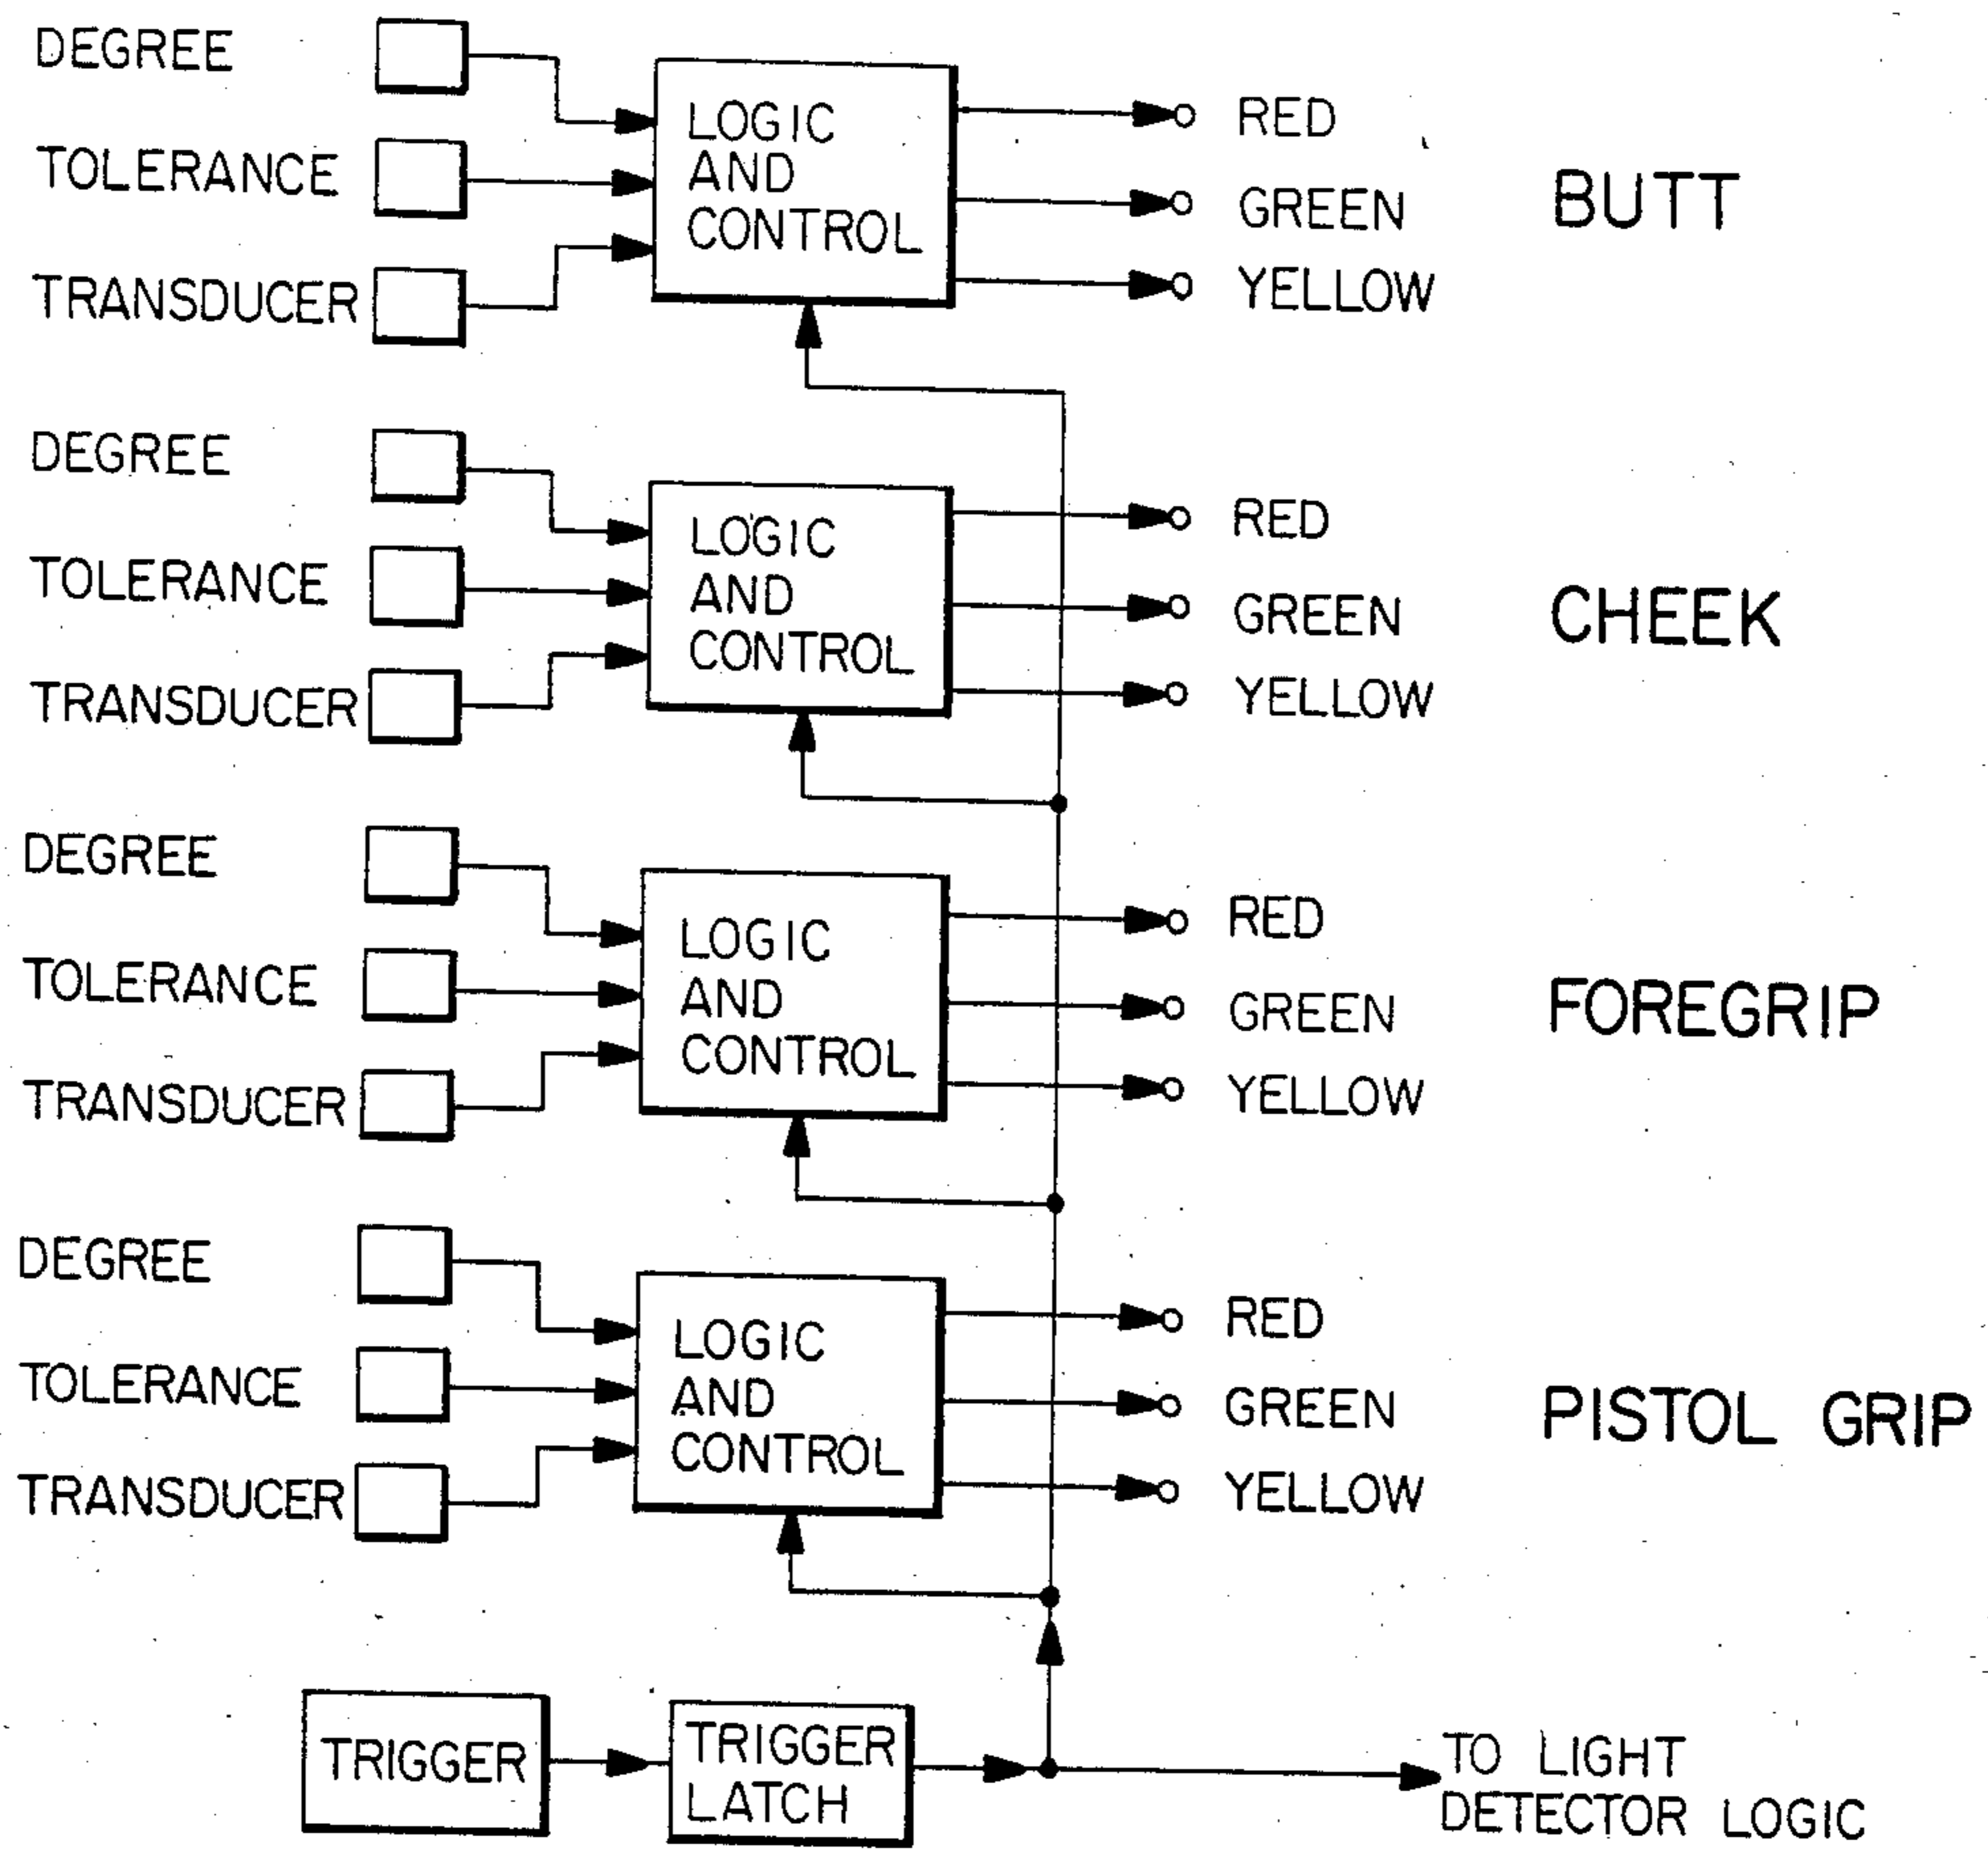 DEGREE
TOLERANCE
TRANSDUCER
LOGIC
AND
CONTROL
RED
GREEN
YELLOW
BUTT
DEGREE
TOLERANCE
TRANSDUCER
LOGIC
AND
CONTROL
RED
GREEN
YELLOW
CHEEK
DEGREE
TOLERANCE
TRANSDUCER
LOGIC
AND
CONTROL
RED
GREEN
YELLOW
FOREGRIP
DEGREE
TOLERANCE
TRANSDUCER
LOGIC
AND
CONTROL
RED
GREEN
YELLOW
PISTOL GRIP
TRIGGER
TRIGGER
LATCH
TO LIGHT
DETECTOR LOGIC